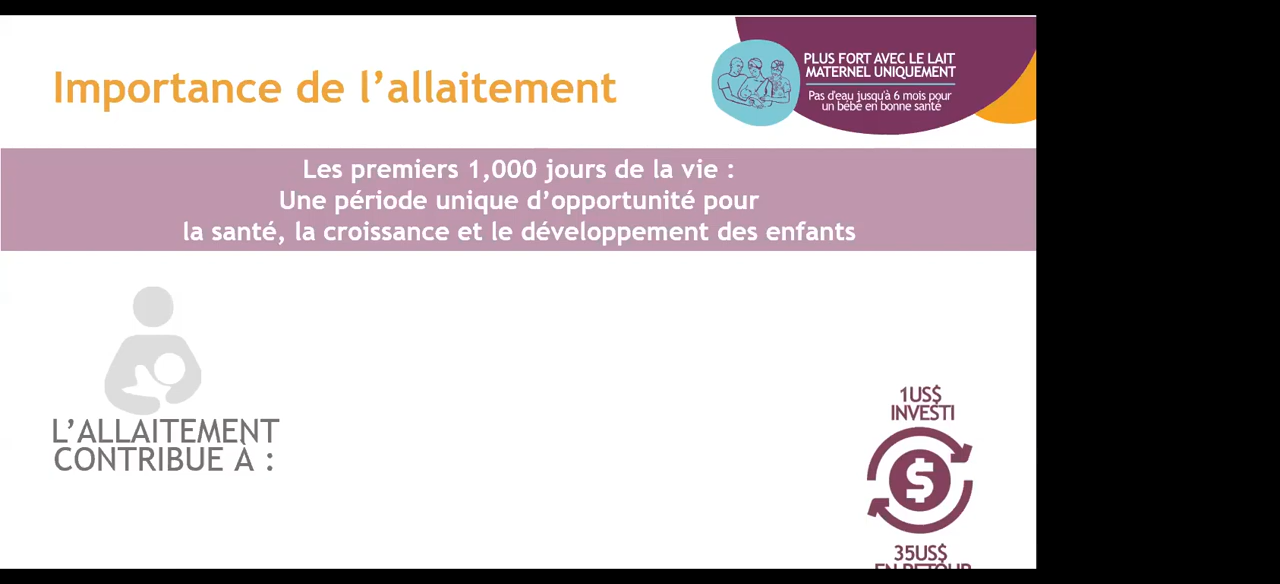 Importance de l’allaitement
PLUS FORT AVEC LE LAIT
MATERNEL UNIQUEMENT
Pas d'eau jusqu'à 6 mois pour
un bébé en bonne santé
Les premiers 1,000 jours de la vie :
Une période unique d’opportunité pour
la santé, la croissance et le développement des enfants
L’ALLAITEMENT
CONTRIBUE À :
1US$
INVESTI
$
35US$
EN RETOUR